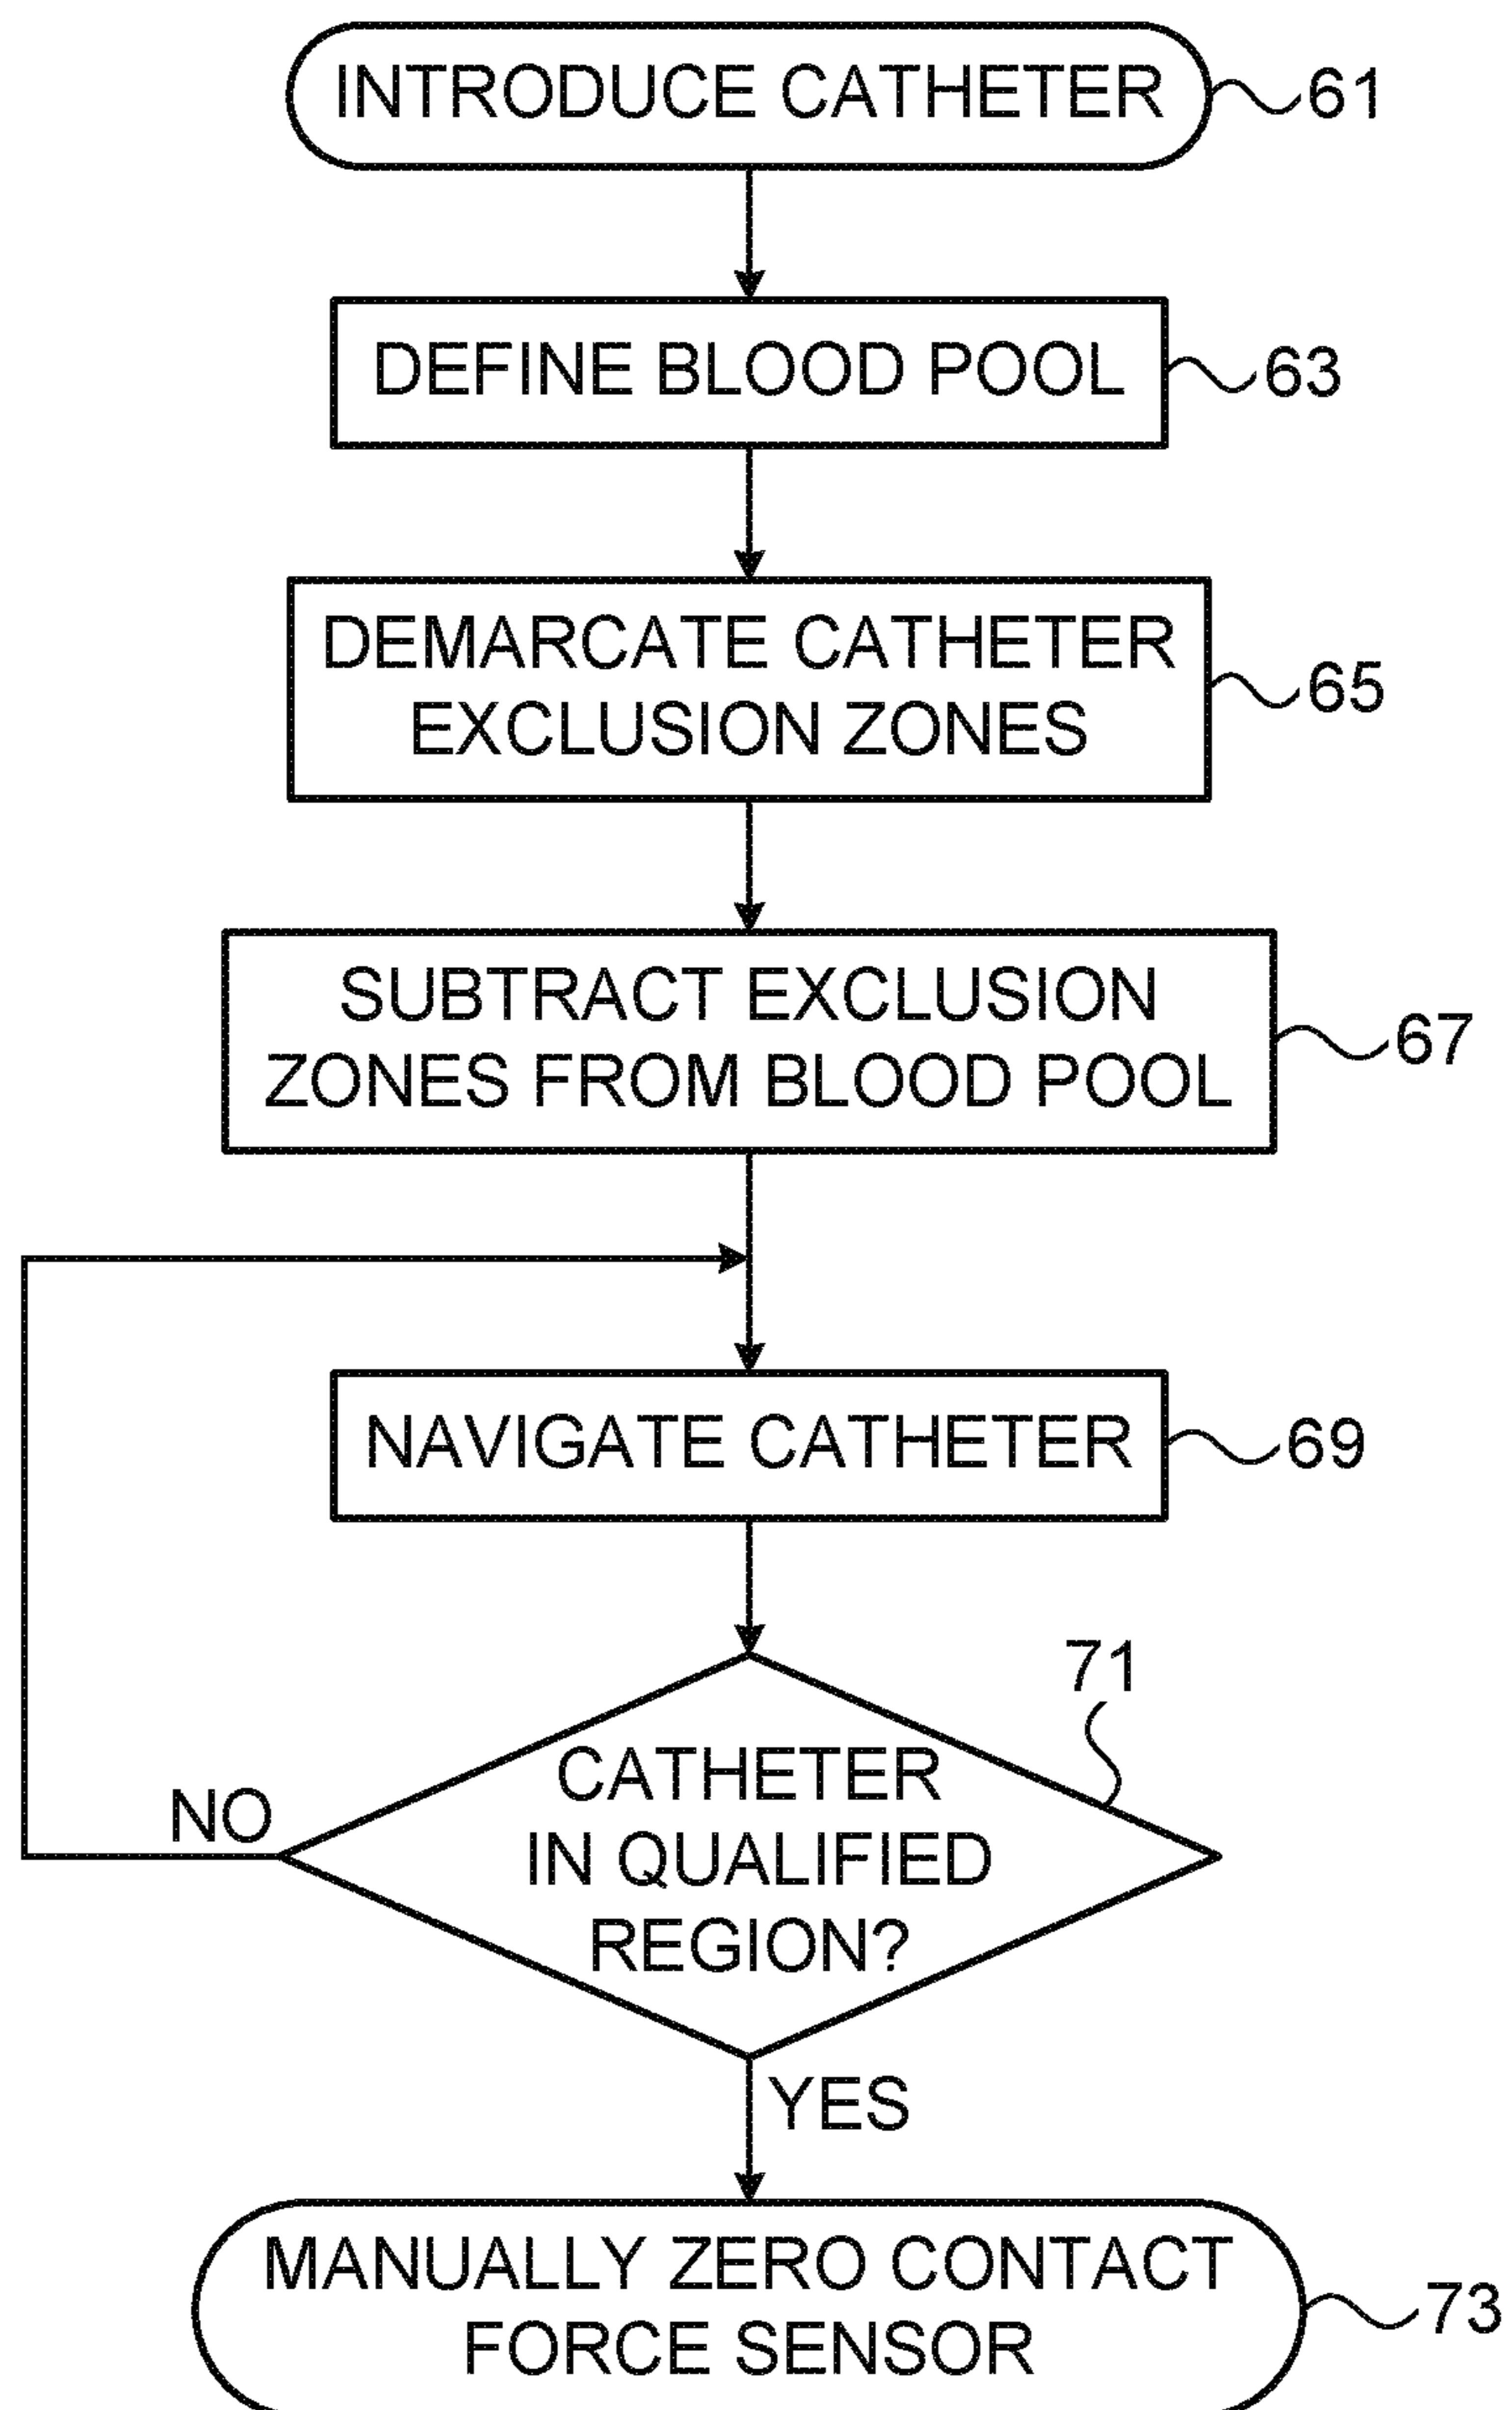 INTRODUCE CATHETER
61
DEFINE BLOOD POOL
63
DEMARCATE CATHETER
EXCLUSION ZONES
65
SUBTRACT EXCLUSION
ZONES FROM BLOOD POOL
67
NAVIGATE CATHETER
69
71
CATHETER
IN QUALIFIED
REGION?
NO
YES
MANUALLY ZERO CONTACT
FORCE SENSOR
73